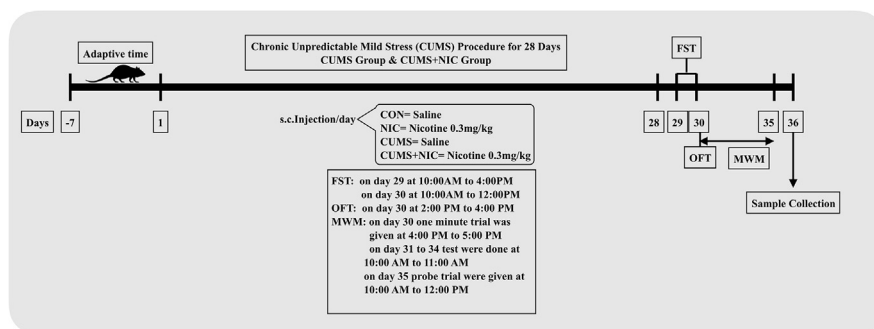 Adaptive time
Chronic Unpredictable Mild Stress (CUMS) Procedure for 28 Days
CUMS Group & CUMS+NIC Group
FST
Days
-7
1
s.c.Injection/day
CON= Saline
NIC= Nicotine 0.3mg/kg
CUMS= Saline
CUMS+NIC= Nicotine 0.3mg/kg
28
29
30
35
36
OFT
MWM
Sample Collection
FST: on day 29 at 10:00AM to 4:00PM
on day 30 at 10:00AM to 12:00PM
OFT: on day 30 at 2:00 PM to 4:00 PM
MWM: on day 30 one minute trial was
given at 4:00 PM to 5:00 PM
on day 31 to 34 test were done at
10:00 AM to 11:00 AM
on day 35 probe trial were given at
10:00 AM to 12:00 PM